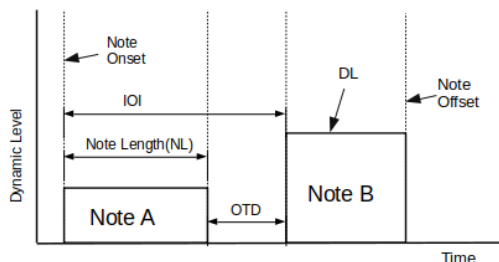 Note
Onset
DL
Note
Offset
IOI
Note Length(NL)
Dynamic Level
Note A
OTD
Note B
Time